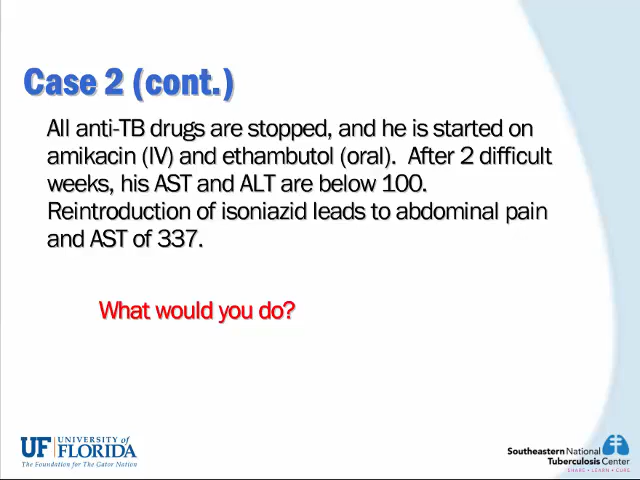 Case 2 (cont.)
All anti-TB drugs are stopped, and he is started on
amikacin (IV) and ethambutol (oral).  After 2 difficult
weeks, his AST and ALT are below 100.
Reintroduction of isoniazid leads to abdominal pain
and AST of 337.
What would you do?
UF UNIVERSITY of
FLORIDA
The Foundation for The Gator Nation
Southeastern National
Tuberculosis Center
SHARE • LEARN • CURE